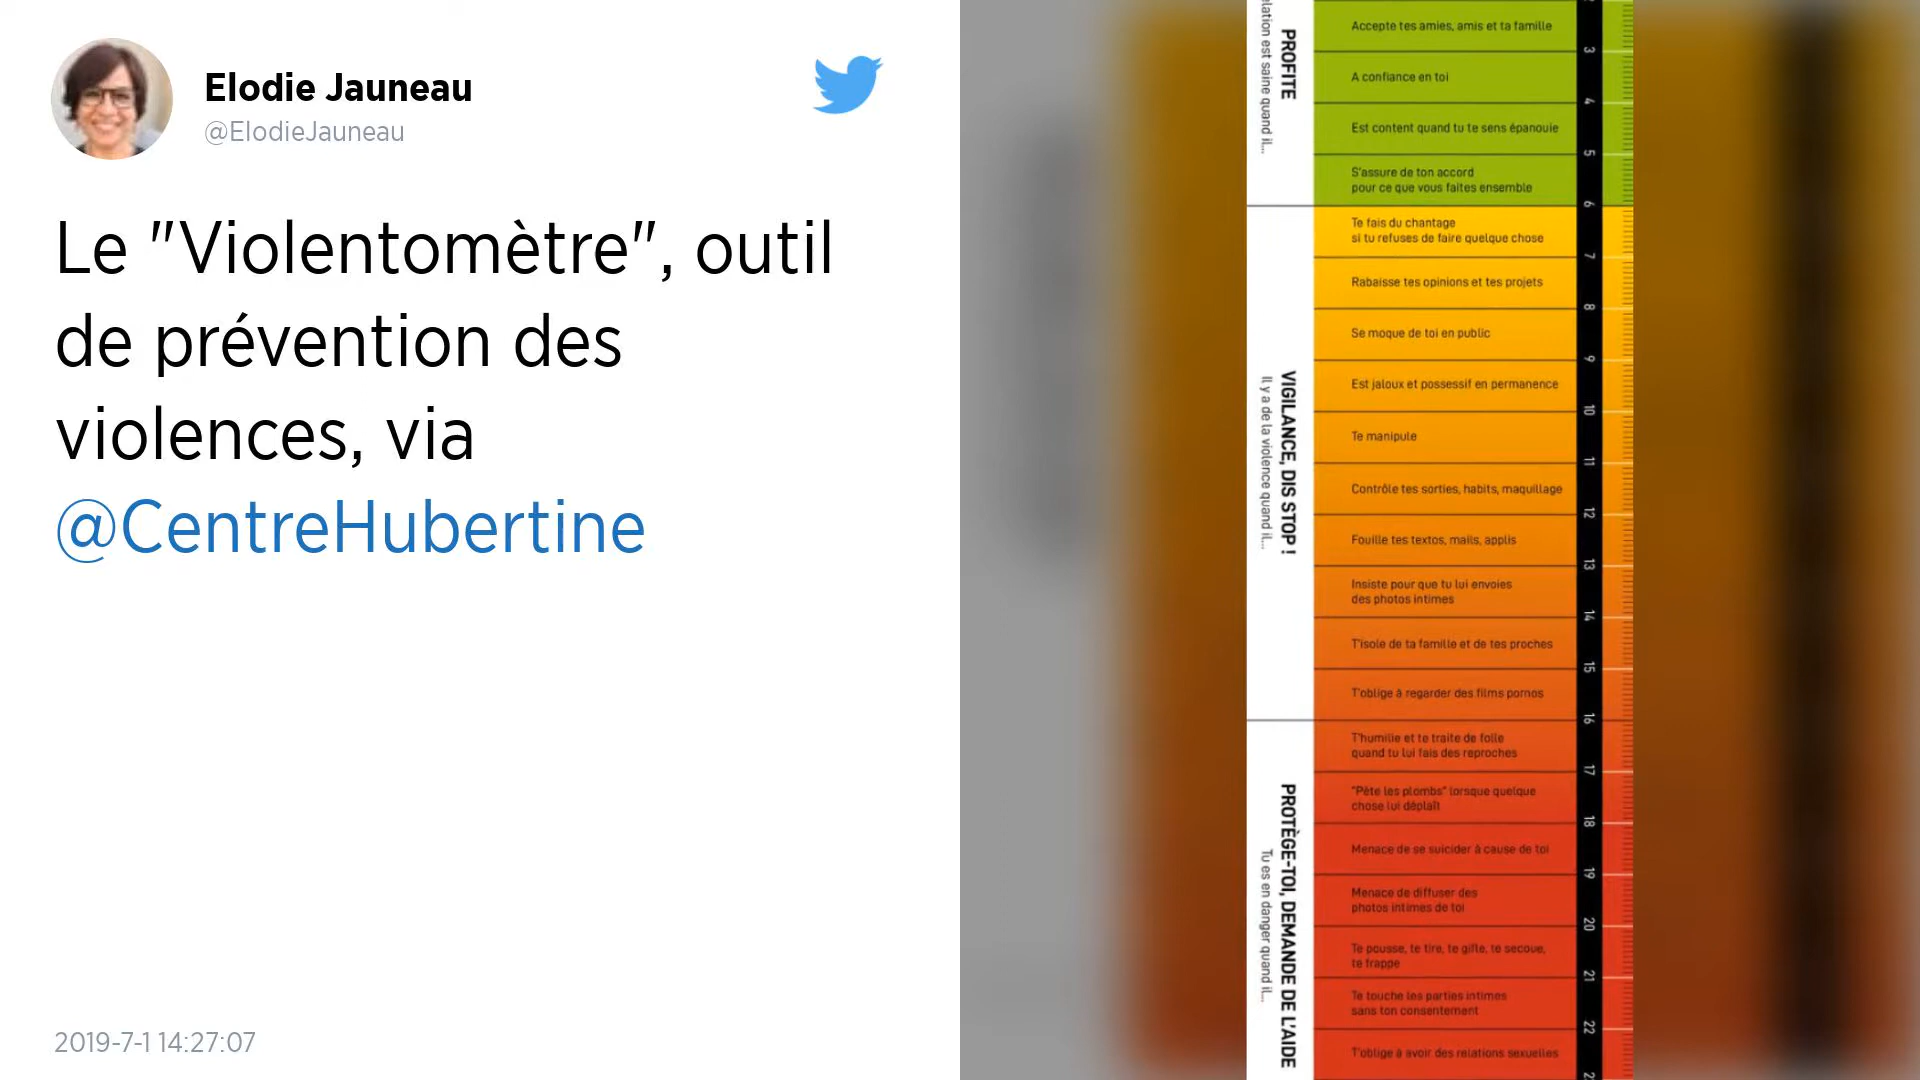 Elodie Jauneau
@ElodieJauneau
Le "Violentomètre", outil
de prévention des
violences, via
@CentreHubertine
2019-7-1 14:27:07
PROFITE
elation est saine quand il...
Accepte tes amies, amis et ta famille
3
A confiance en toi
4
Est content quand tu te sens épanouie
5
S'assure de ton accord
pour ce que vous faites ensemble
6
VIGILANCE, DIS STOP !
Il y a de la violence quand il...
Te fais du chantage
si tu refuses de faire quelque chose
7
Rabaisse tes opinions et tes projets
8
Se moque de toi en public
9
Est jaloux et possessif en permanence
10
Te manipule
11
Contrôle tes sorties, habits, maquillage
12
Fouille tes textos, mails, applis
13
Insiste pour que tu lui envoies
des photos intimes
14
T'isole de ta famille et de tes proches
15
T'oblige à regarder des films pornos
16
PROTÈGE-TOI, DEMANDE DE L'AIDE
Tu es en danger quand il...
T'humilie et te traite de folle
quand tu lui fais des reproches
17
"Pète les plombs" lorsque quelque
chose lui déplaît
18
Menace de se suicider à cause de toi
19
Menace de diffuser des
photos intimes de toi
20
Te pousse, te tire, te gifle, te secoue,
te frappe
21
Te touche les parties intimes
sans ton consentement
22
T'oblige à avoir des relations sexuelles